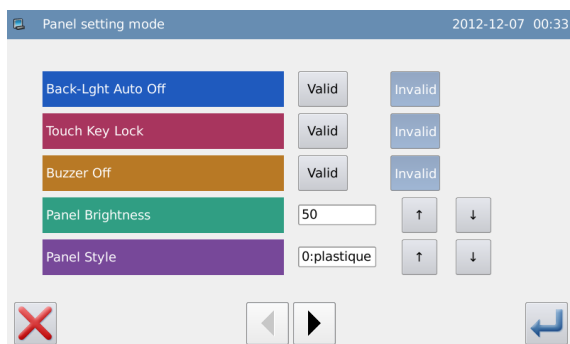 Panel setting mode 2012-12-07 00:33
Back-Lght Auto Off Valid Invalid
Touch Key Lock Valid Invalid
Buzzer Off Valid Invalid
Panel Brightness 50 ↑ ↓
Panel Style 0:plastique ↑ ↓